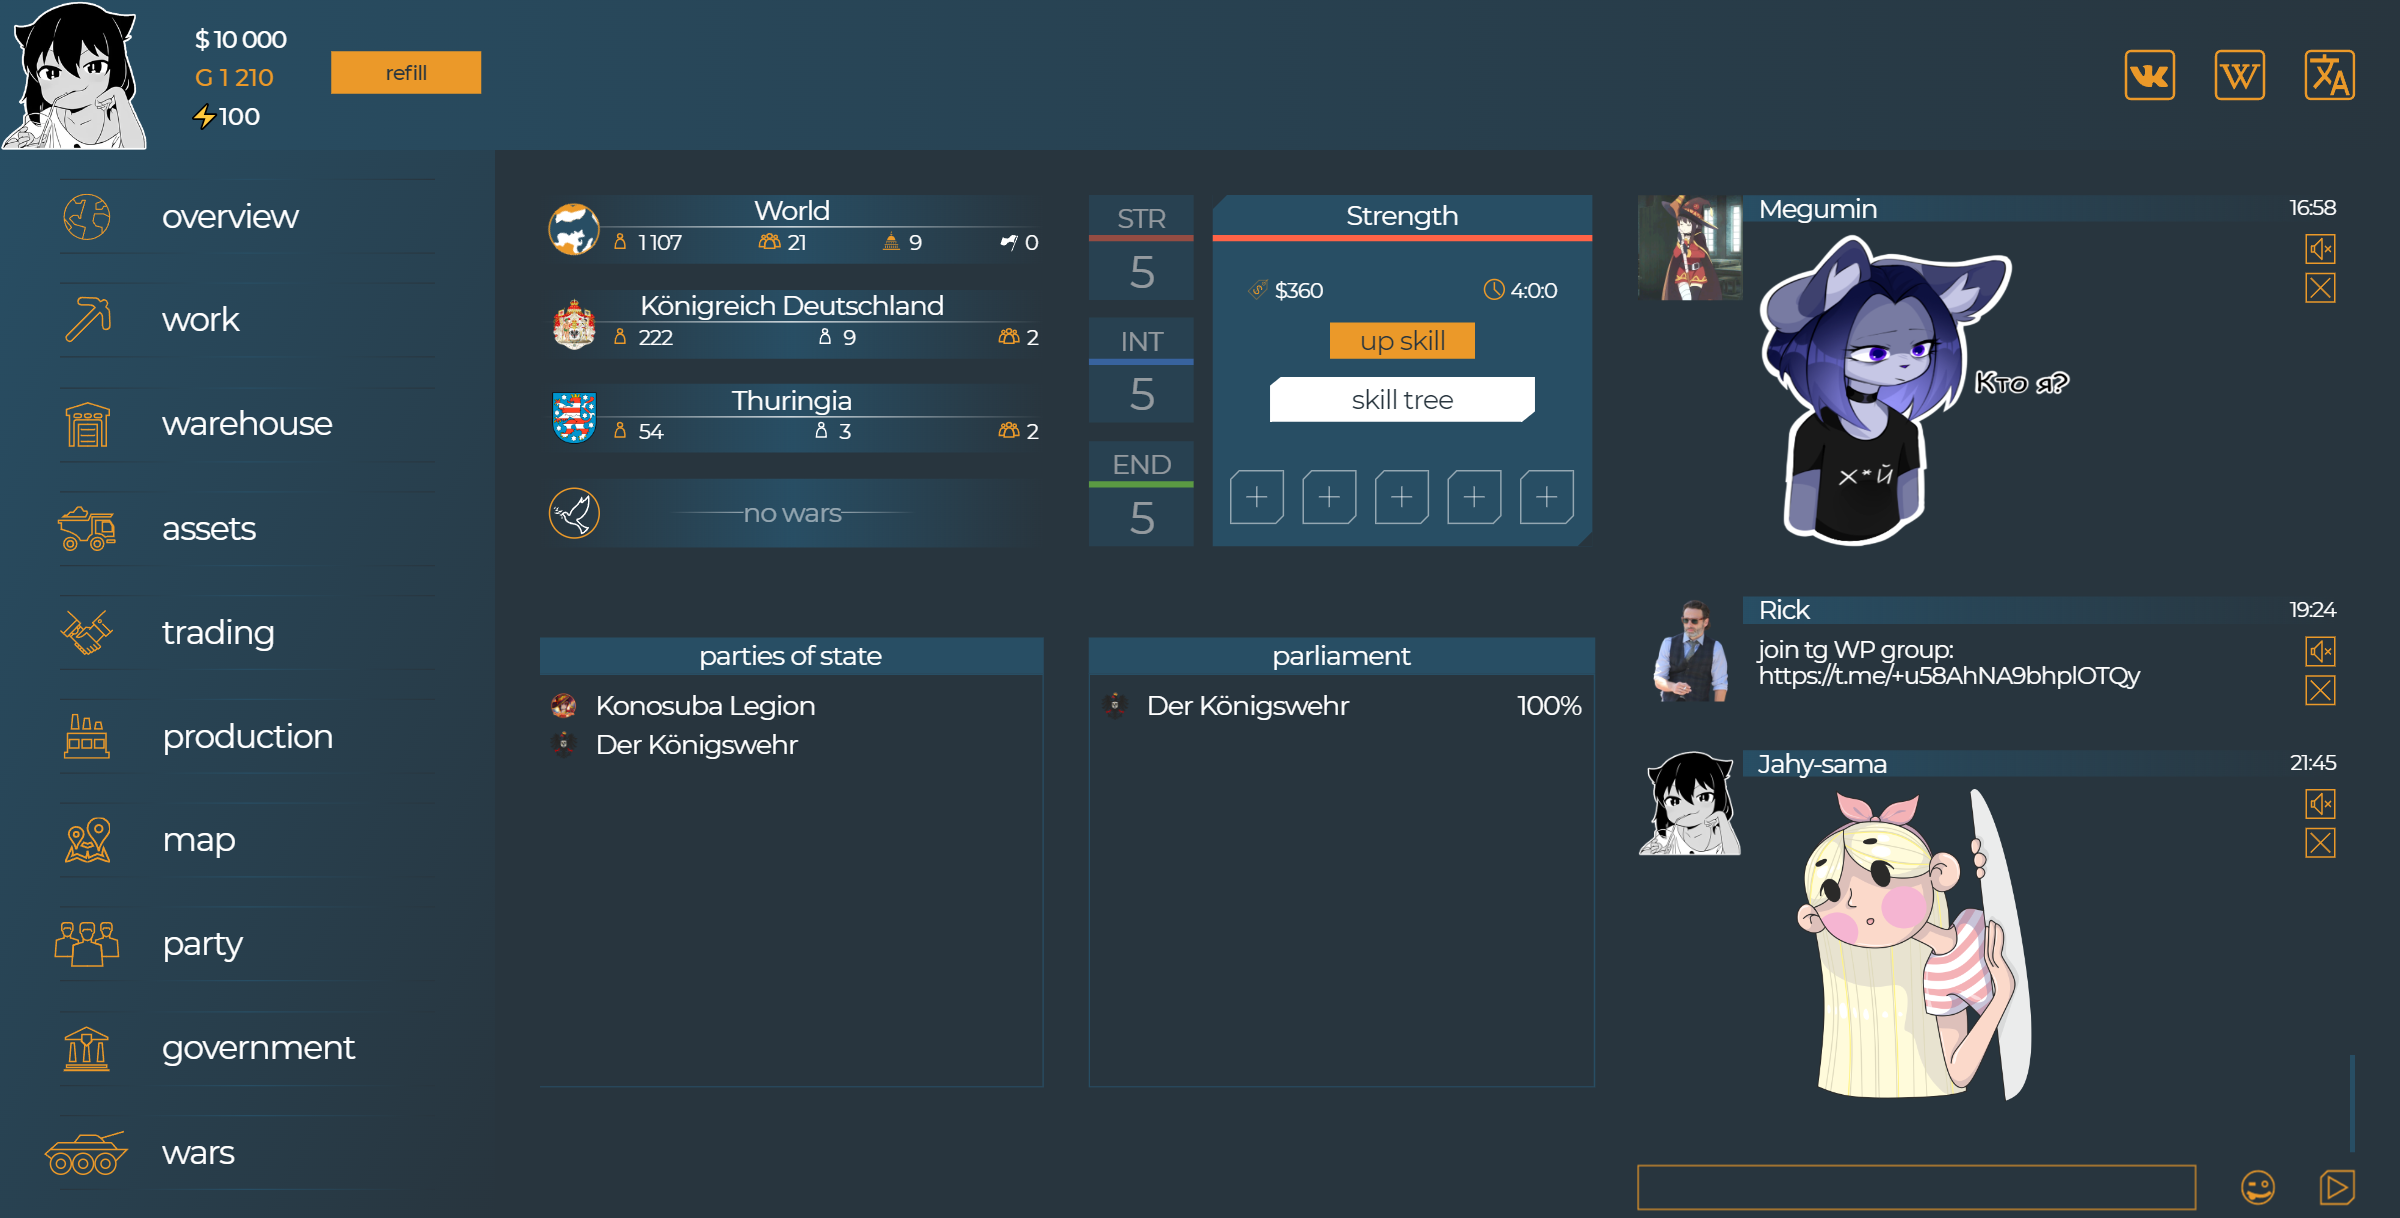 $ 10 000
G 1 210
100
refill
W
文A
overview
work
warehouse
assets
trading
production
map
party
government
wars
World
1 107
21
9
0
Königreich Deutschland
222
9
2
Thuringia
54
3
2
no wars
STR
5
INT
5
END
5
Strength
$360
4:0:0
up skill
skill tree
parties of state
Konosuba Legion
Der Königswehr
parliament
Der Königswehr 100%
Megumin 16:58
Кто я?
х*й
Rick 19:24
join tg WP group:
https://t.me/+u58AhNA9bhpIOTQy
Jahy-sama 21:45